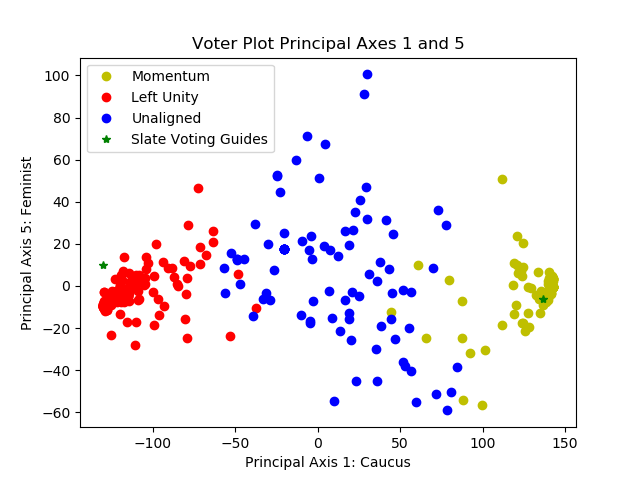 Voter Plot Principal Axes 1 and 5
Momentum
Left Unity
Unaligned
Slate Voting Guides
100
80
60
40
20
0
−20
−40
−60
Principal Axis 5: Feminist
−100
−50
0
50
100
150
Principal Axis 1: Caucus